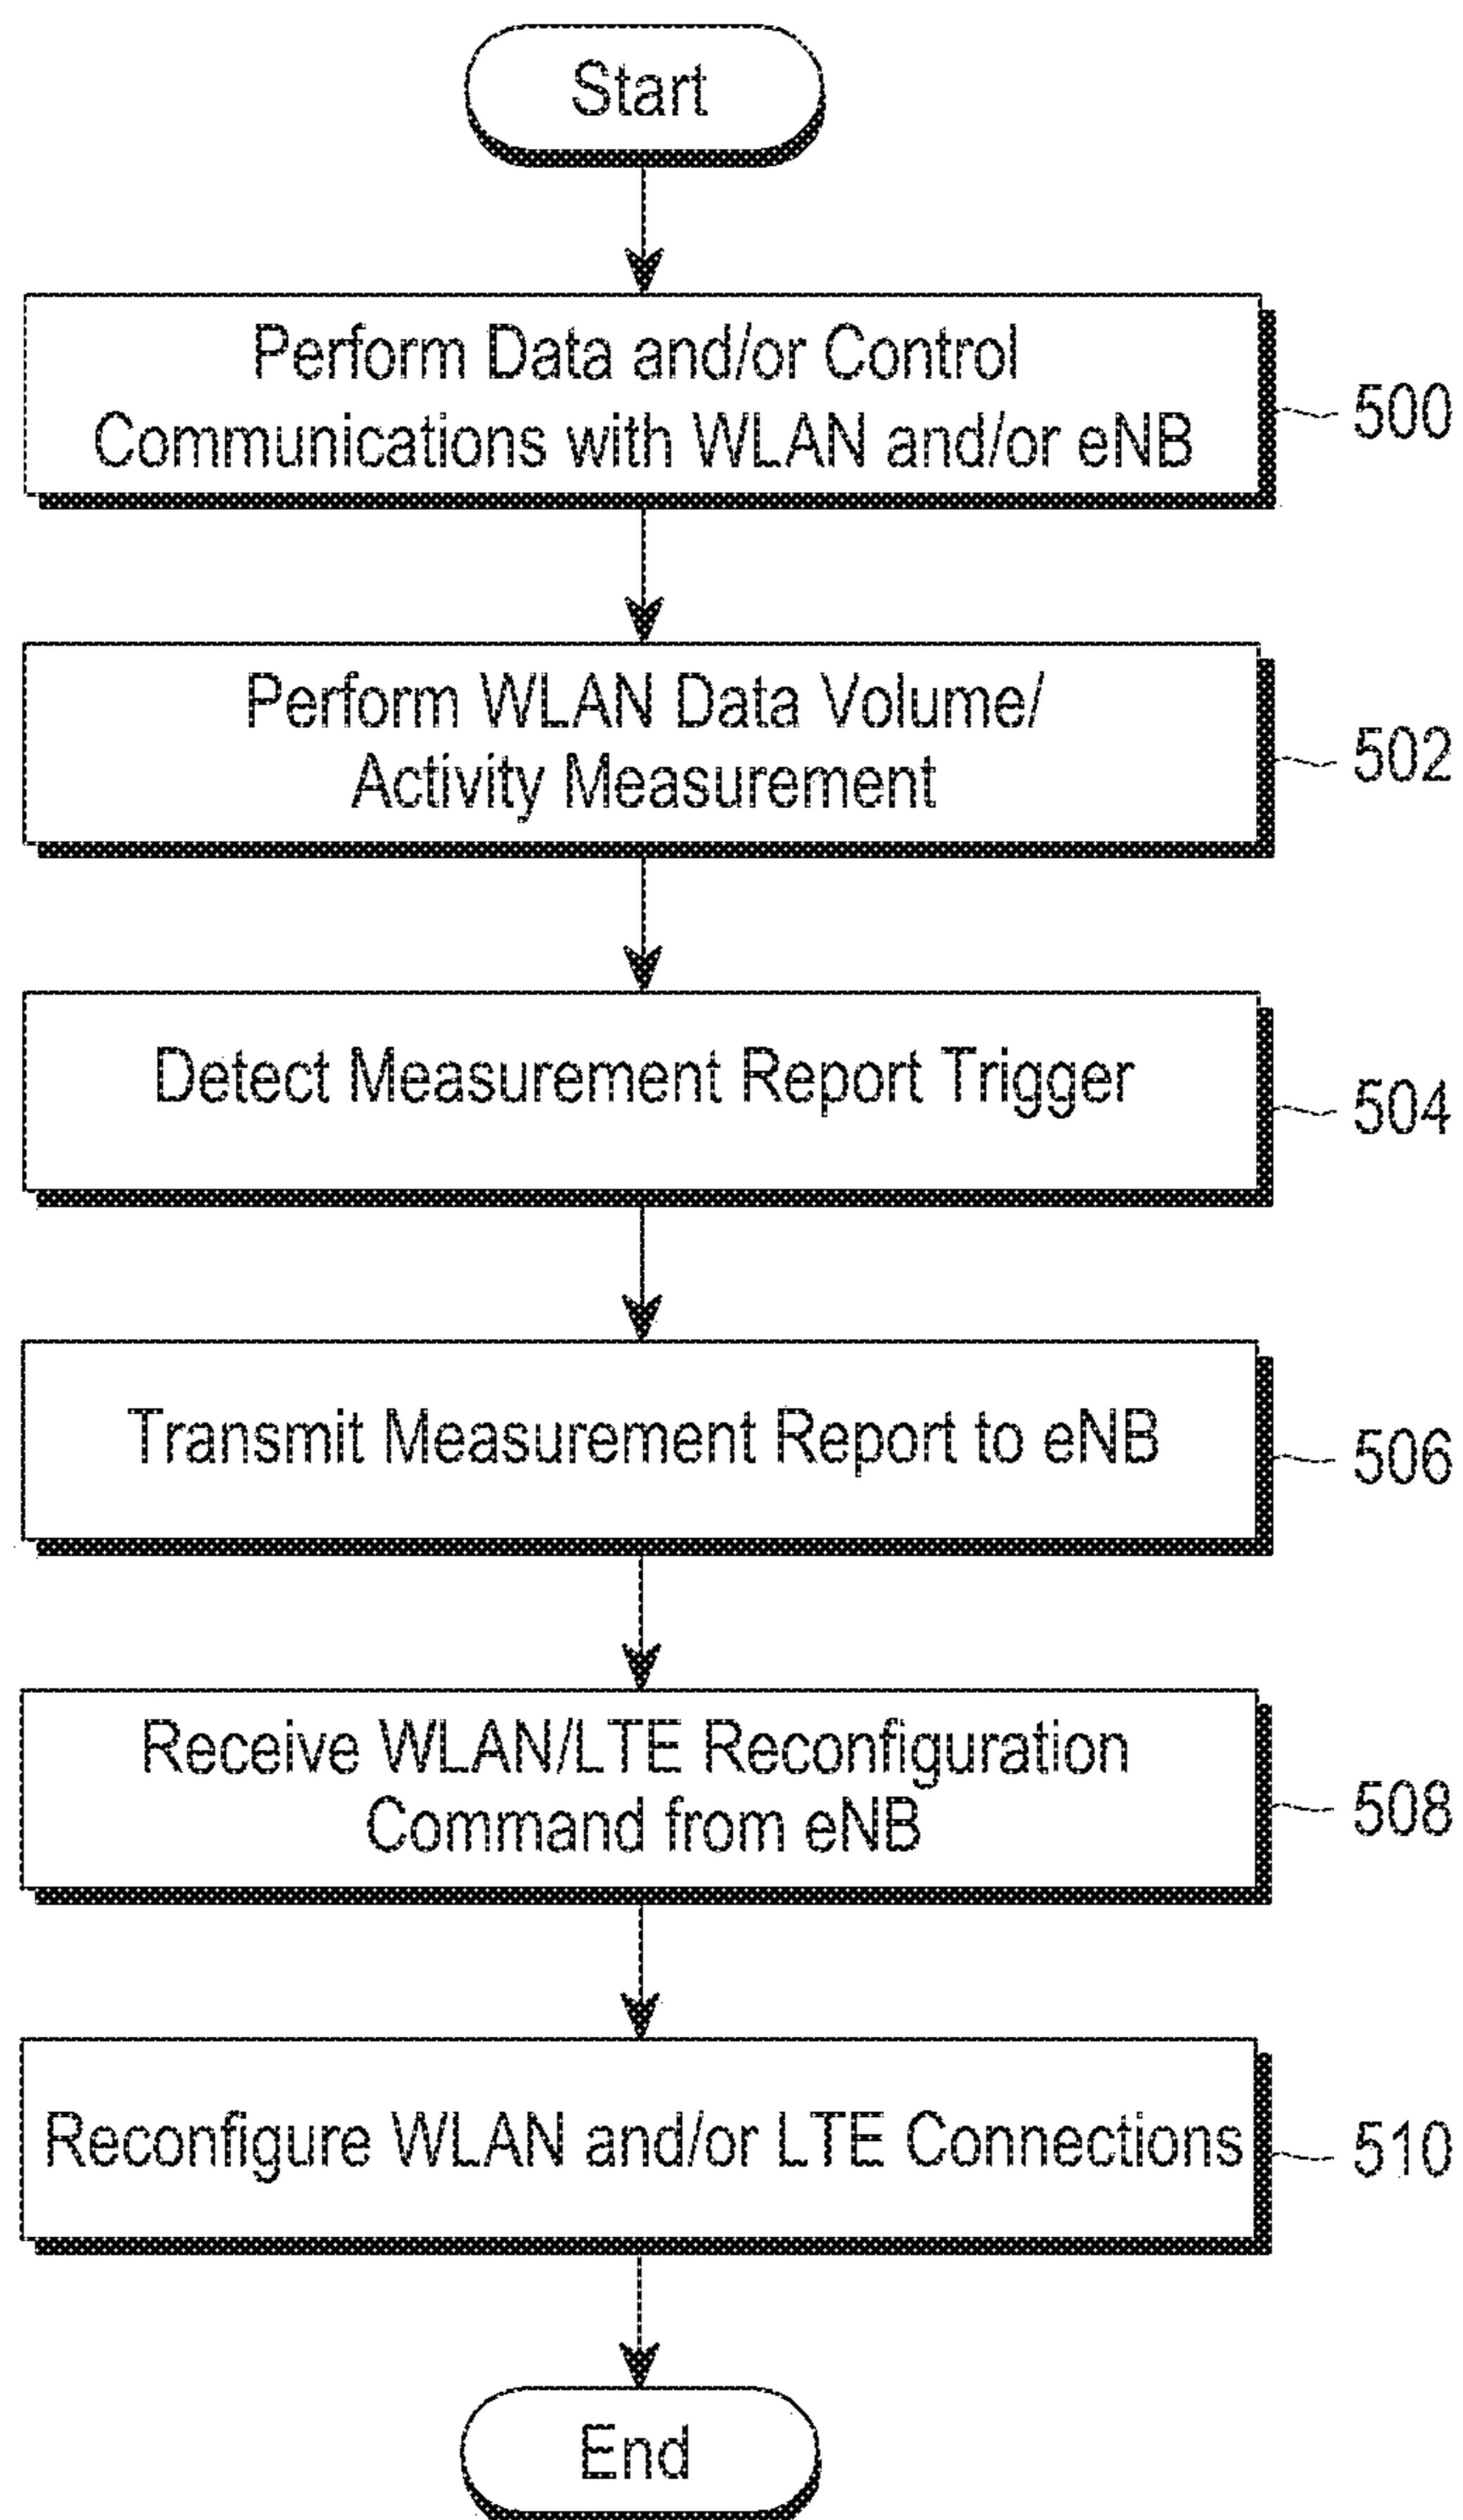 Start
Perform Data and/or Control
Communications with WLAN and/or eNB
500
Perform WLAN Data Volume/
Activity Measurement
502
Detect Measurement Report Trigger
504
Transmit Measurement Report to eNB
506
Receive WLAN/LTE Reconfiguration
Command from eNB
508
Reconfigure WLAN and/or LTE Connections
510
End